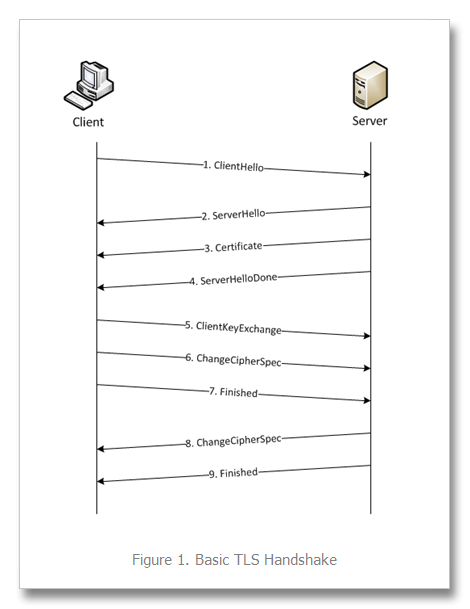 Client
Server
1. ClientHello
2. ServerHello
3. Certificate
4. ServerHelloDone
5. ClientKeyExchange
6. ChangeCipherSpec
7. Finished
8. ChangeCipherSpec
9. Finished
Figure 1. Basic TLS Handshake